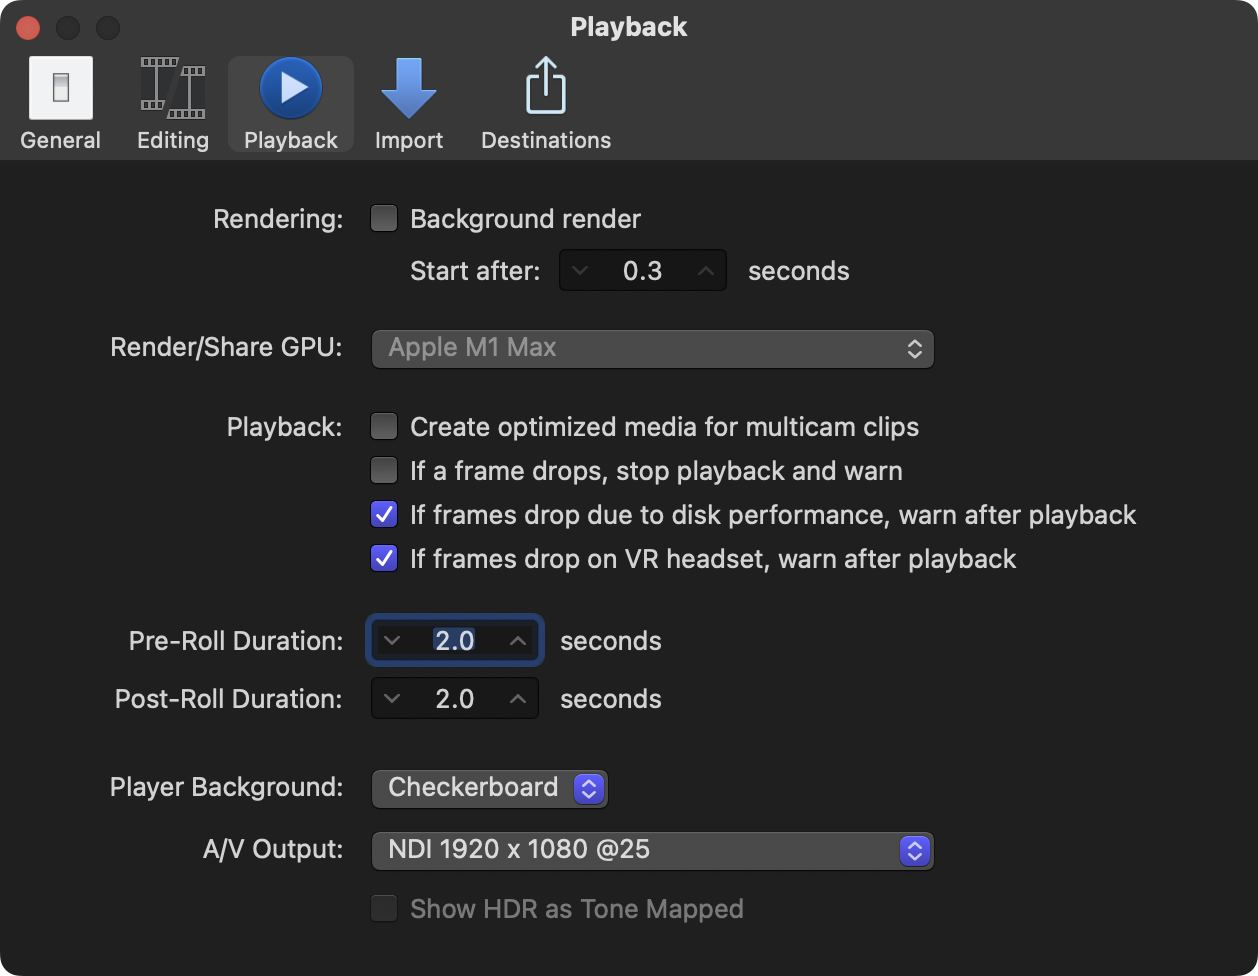 Playback
General Editing Playback Import Destinations
Rendering: Background render
Start after: 0.3 seconds
Render/Share GPU: Apple M1 Max
Playback: Create optimized media for multicam clips
If a frame drops, stop playback and warn
If frames drop due to disk performance, warn after playback
If frames drop on VR headset, warn after playback
Pre-Roll Duration: 2.0 seconds
Post-Roll Duration: 2.0 seconds
Player Background: Checkerboard
A/V Output: NDI 1920 x 1080 @25
Show HDR as Tone Mapped